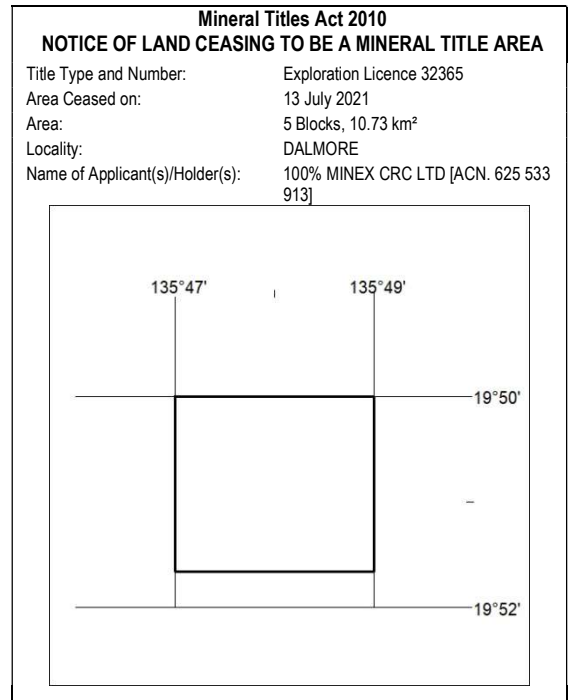 Mineral Titles Act 2010
NOTICE OF LAND CEASING TO BE A MINERAL TITLE AREA
Title Type and Number: Exploration Licence 32365
Area Ceased on: 13 July 2021
Area: 5 Blocks, 10.73 km²
Locality: DALMORE
Name of Applicant(s)/Holder(s): 100% MINEX CRC LTD [ACN. 625 533
913]
135°47' 135°49'
19°50'
19°52'